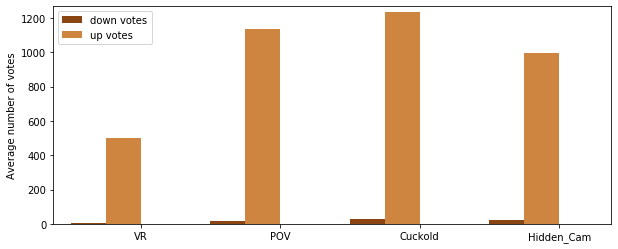 down votes
up votes
Average number of votes
1200
1000
800
600
400
200
0
VR
POV
Cuckold
Hidden_Cam